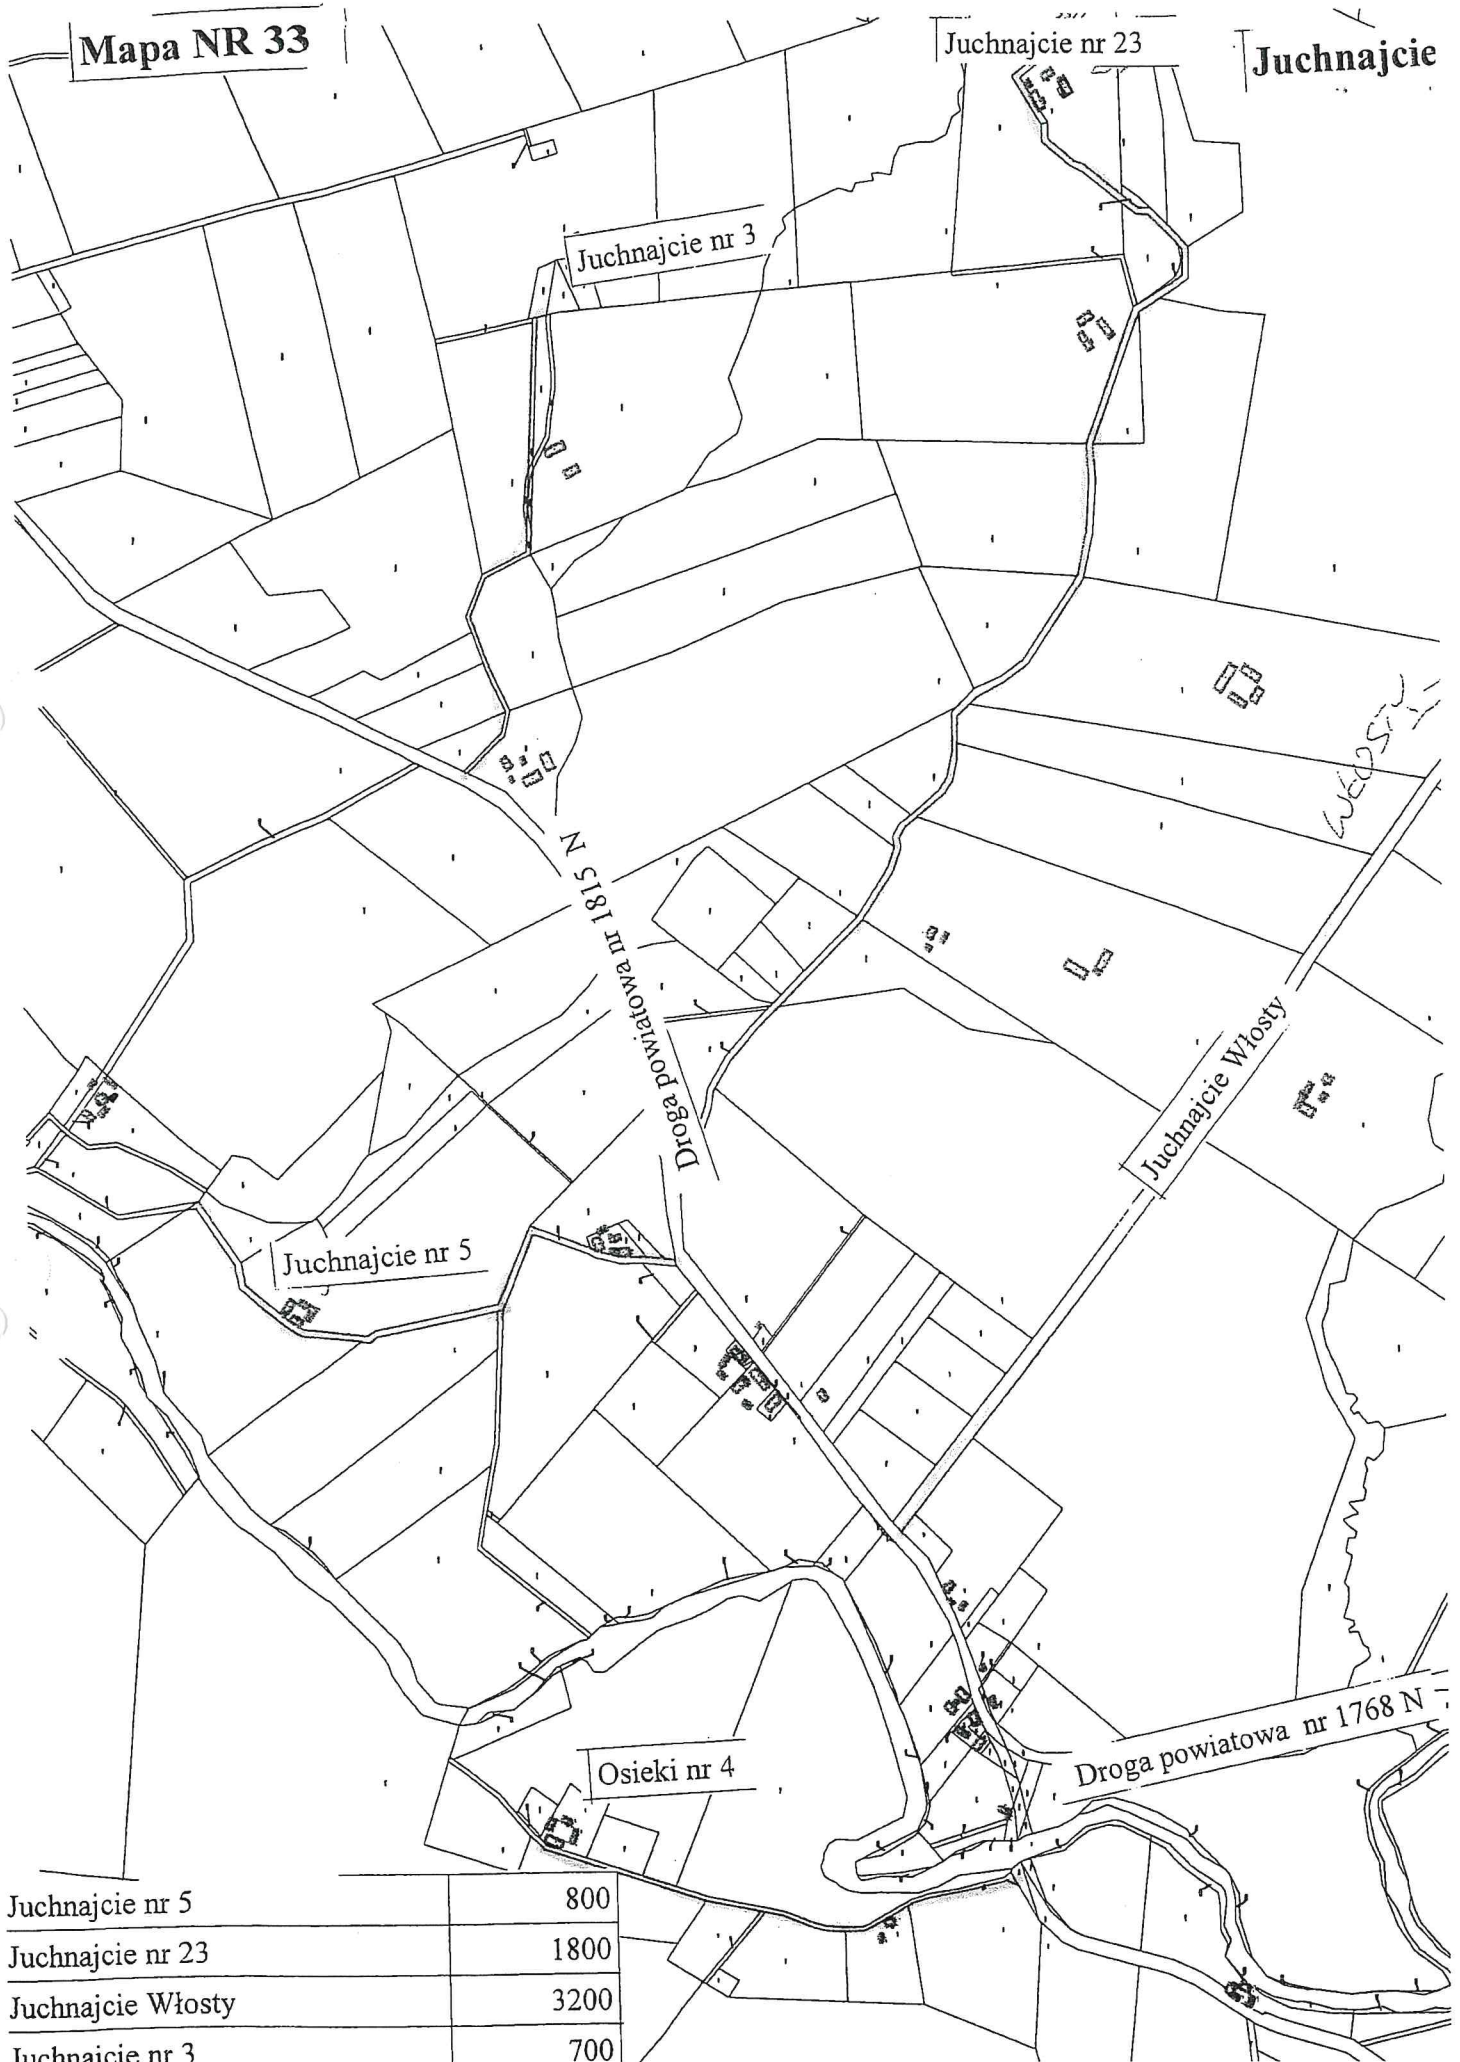 Mapa NR 33
Juchnajcie nr 23
Juchnajcie
Juchnajcie nr 3
WŁOSTY
Droga powiatowa nr 1815 N
Juchnajcie Włosty
Juchnajcie nr 5
Droga powiatowa nr 1768 N
Osieki nr 4
Juchnajcie nr 5 800
Juchnajcie nr 23 1800
Juchnajcie Włosty 3200
Juchnajcie nr 3 700